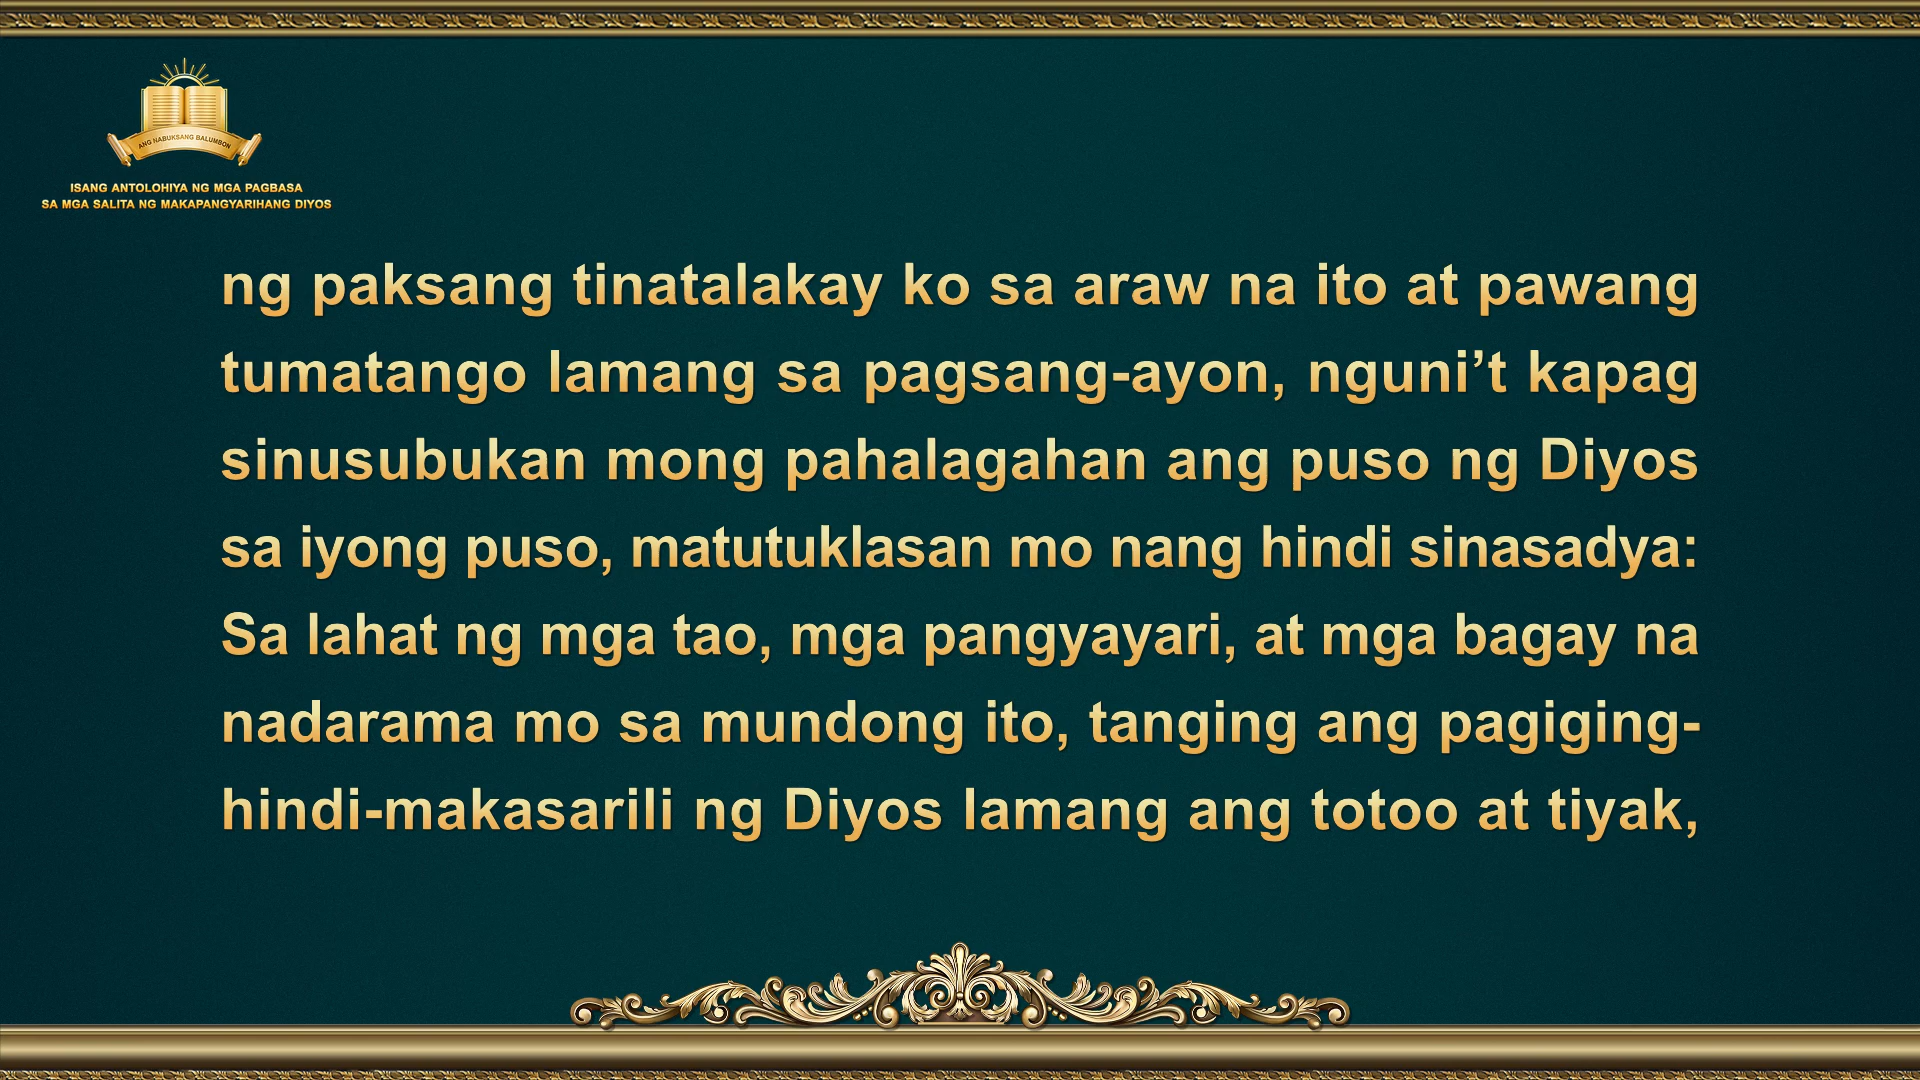 ANG NABUKSANG BALUMBON
ISANG ANTOLOHIYA NG MGA PAGBASA
SA MGA SALITA NG MAKAPANGYARIHANG DIYOS
ng paksang tinatalakay ko sa araw na ito at pawang
tumatango lamang sa pagsang-ayon, nguni’t kapag
sinusubukan mong pahalagahan ang puso ng Diyos
sa iyong puso, matutuklasan mo nang hindi sinasadya:
Sa lahat ng mga tao, mga pangyayari, at mga bagay na
nadarama mo sa mundong ito, tanging ang pagiging-
hindi-makasarili ng Diyos lamang ang totoo at tiyak,